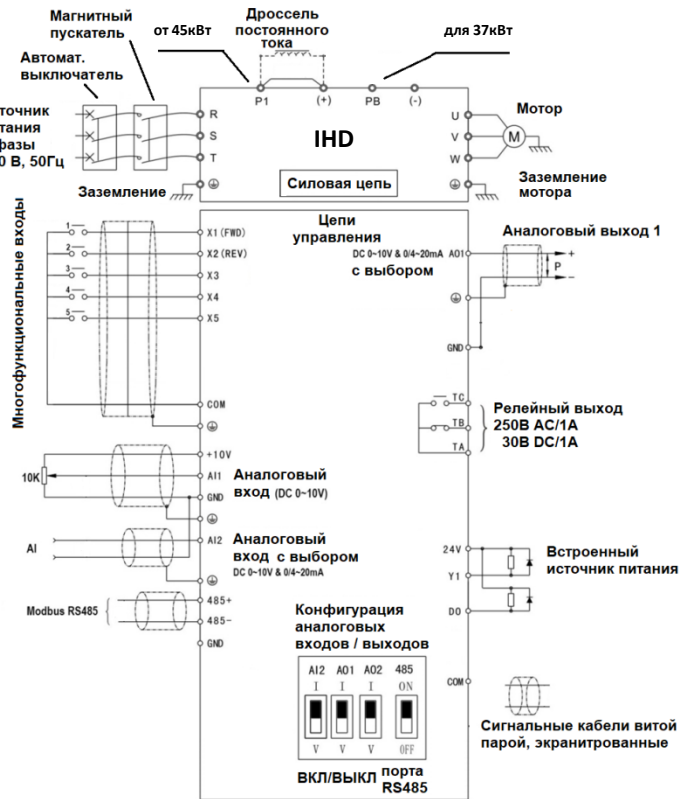 Магнитный
пускатель
от 45кВт
Дроссель
постоянного
тока
для 37кВт
Автомат.
выключатель
P1
(+)
PB
(-)
точник
тания
фазы
0 В, 50Гц
R
S
T
IHD
Силовая цепь
U
V
W
M
Мотор
Заземление
Заземление
мотора
Многофункциональные входы
1
2
3
4
5
X1 (FWD)
X2 (REV)
X3
X4
X5
COM
Цепи
управления
DC 0~10V & 0/4~20mA AO1
с выбором
Аналоговый выход 1
+
P
−
GND
TC
TB
TA
Релейный выход
250В AC/1A
30В DC/1A
+10V
10K
AI1
GND
Аналоговый
вход (DC 0~10V)
AI
AI2
Аналоговый
вход с выбором
DC 0~10V & 0/4~20mA
Modbus RS485
485+
485-
GND
24V
Y1
DO
Встроенный
источник питания
Конфигурация
аналоговых
входов / выходов
AI2 AO1 AO2 485
I I I ON
V V V OFF
ВКЛ/ВЫКЛ порта
RS485
COM
Сигнальные кабели витой
парой, экранитрованные